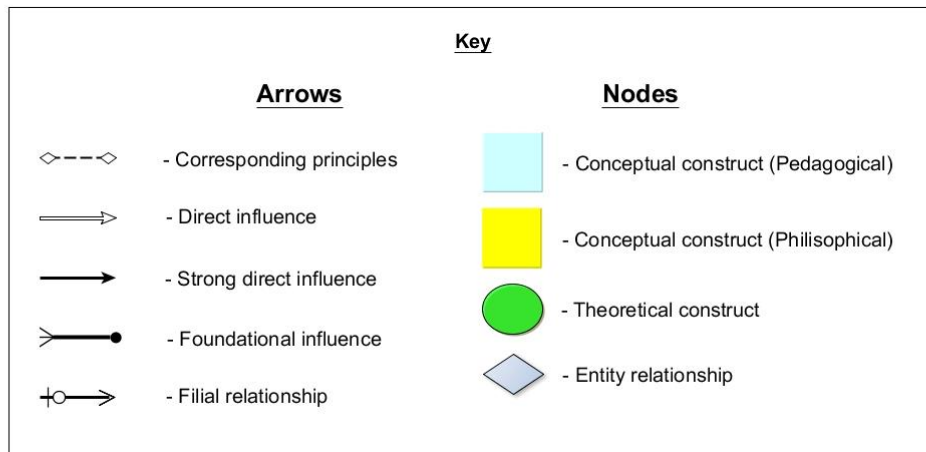 Key
Arrows
- Corresponding principles
- Direct influence
- Strong direct influence
- Foundational influence
- Filial relationship
Nodes
- Conceptual construct (Pedagogical)
- Conceptual construct (Philisophical)
- Theoretical construct
- Entity relationship